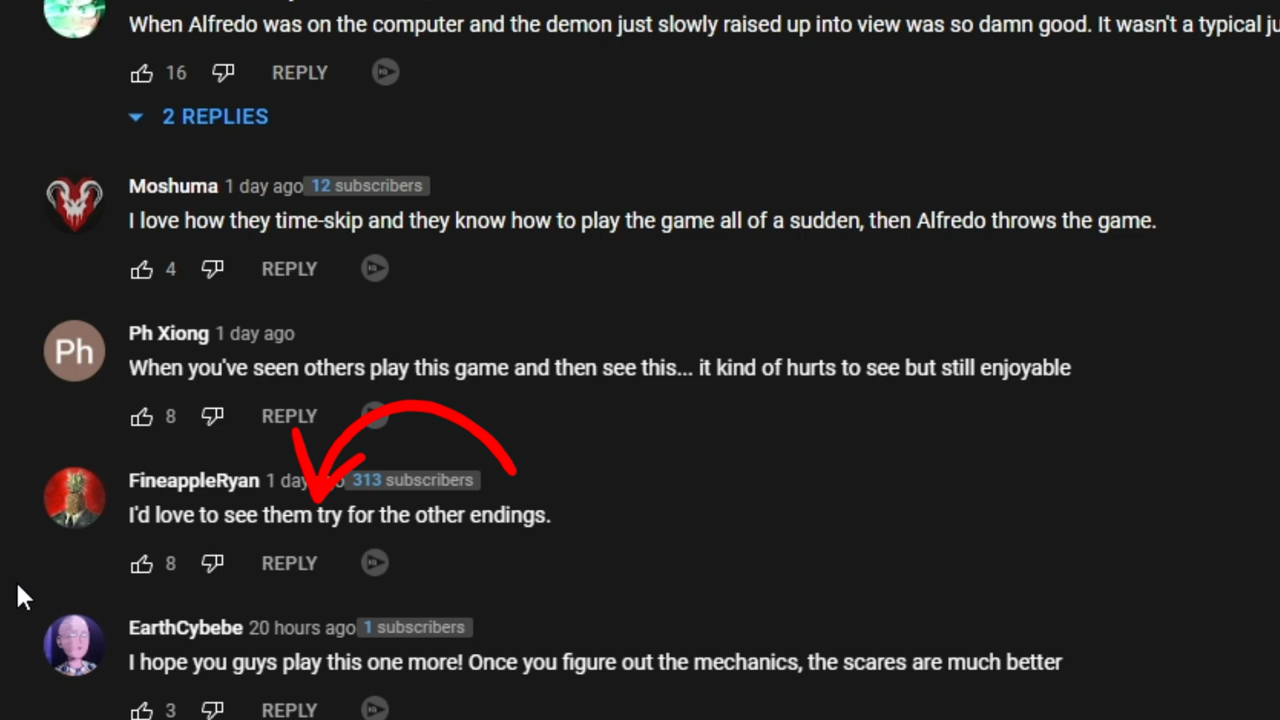 When Alfredo was on the computer and the demon just slowly raised up into view was so damn good. It wasn't a typical
16 REPLY
2 REPLIES
Moshuma 1 day ago 12 subscribers
I love how they time-skip and they know how to play the game all of a sudden, then Alfredo throws the game.
4 REPLY
Ph
Ph Xiong 1 day ago
When you've seen others play this game and then see this... it kind of hurts to see but still enjoyable
8 REPLY
FineappleRyan 1 day 313 subscribers
I'd love to see them try for the other endings.
8 REPLY
EarthCybebe 20 hours ago 1 subscribers
I hope you guys play this one more! Once you figure out the mechanics, the scares are much better
3 REPLY